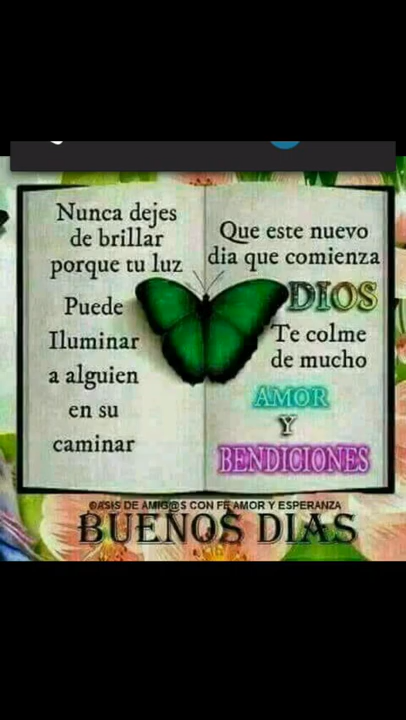 Nunca dejes
de brillar
porque tu luz
Puede
Iluminar
a alguien
en su
caminar
Que este nuevo
dia que comienza
DIOS
Te colme
de mucho
AMOR
Y
BENDICIONES
OASIS DE AMIG@S CON FE AMOR Y ESPERANZA
BUENOS DIAS